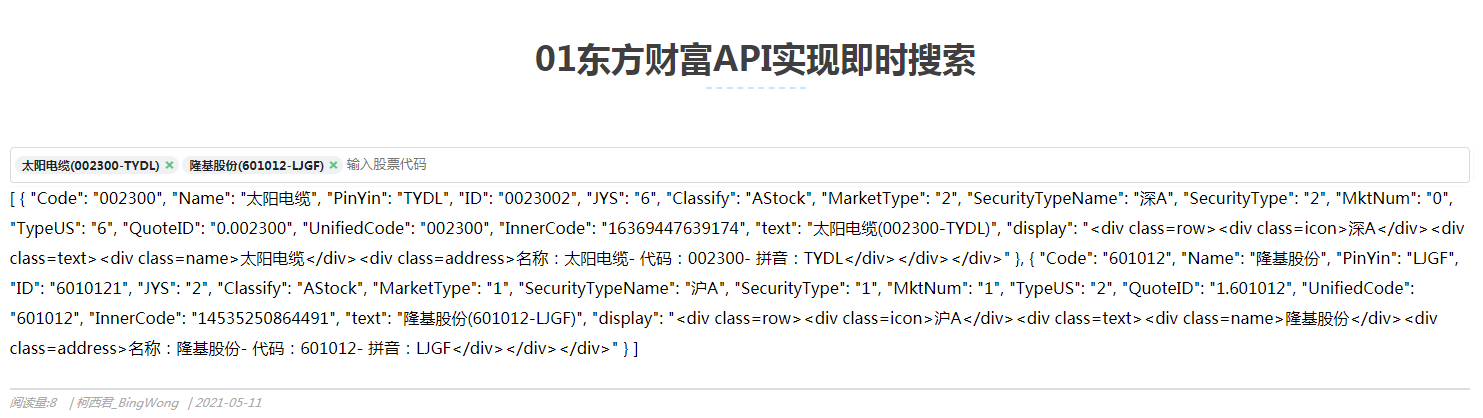 01东方财富API实现即时搜索
太阳电缆(002300-TYDL) × 隆基股份(601012-LJGF) × 输入股票代码
[ { "Code": "002300", "Name": "太阳电缆", "PinYin": "TYDL", "ID": "0023002", "JYS": "6", "Classify": "AStock", "MarketType": "2", "SecurityTypeName": "深A", "SecurityType": "2", "MktNum": "0",
"TypeUS": "6", "QuoteID": "0.002300", "UnifiedCode": "002300", "InnerCode": "16369447639174", "text": "太阳电缆(002300-TYDL)", "display": "<div class=row><div class=icon>深A</div><div
class=text><div class=name>太阳电缆</div><div class=address>名称：太阳电缆- 代码：002300- 拼音：TYDL</div></div></div>" }, { "Code": "601012", "Name": "隆基股份", "PinYin": "LJGF",
"ID": "6010121", "JYS": "2", "Classify": "AStock", "MarketType": "1", "SecurityTypeName": "沪A", "SecurityType": "1", "MktNum": "1", "TypeUS": "2", "QuoteID": "1.601012", "UnifiedCode":
"601012", "InnerCode": "14535250864491", "text": "隆基股份(601012-LJGF)", "display": "<div class=row><div class=icon>沪A</div><div class=text><div class=name>隆基股份</div><div
class=address>名称：隆基股份- 代码：601012- 拼音：LJGF</div></div></div>" } ]
阅读量:8 | 柯西君_BingWong | 2021-05-11